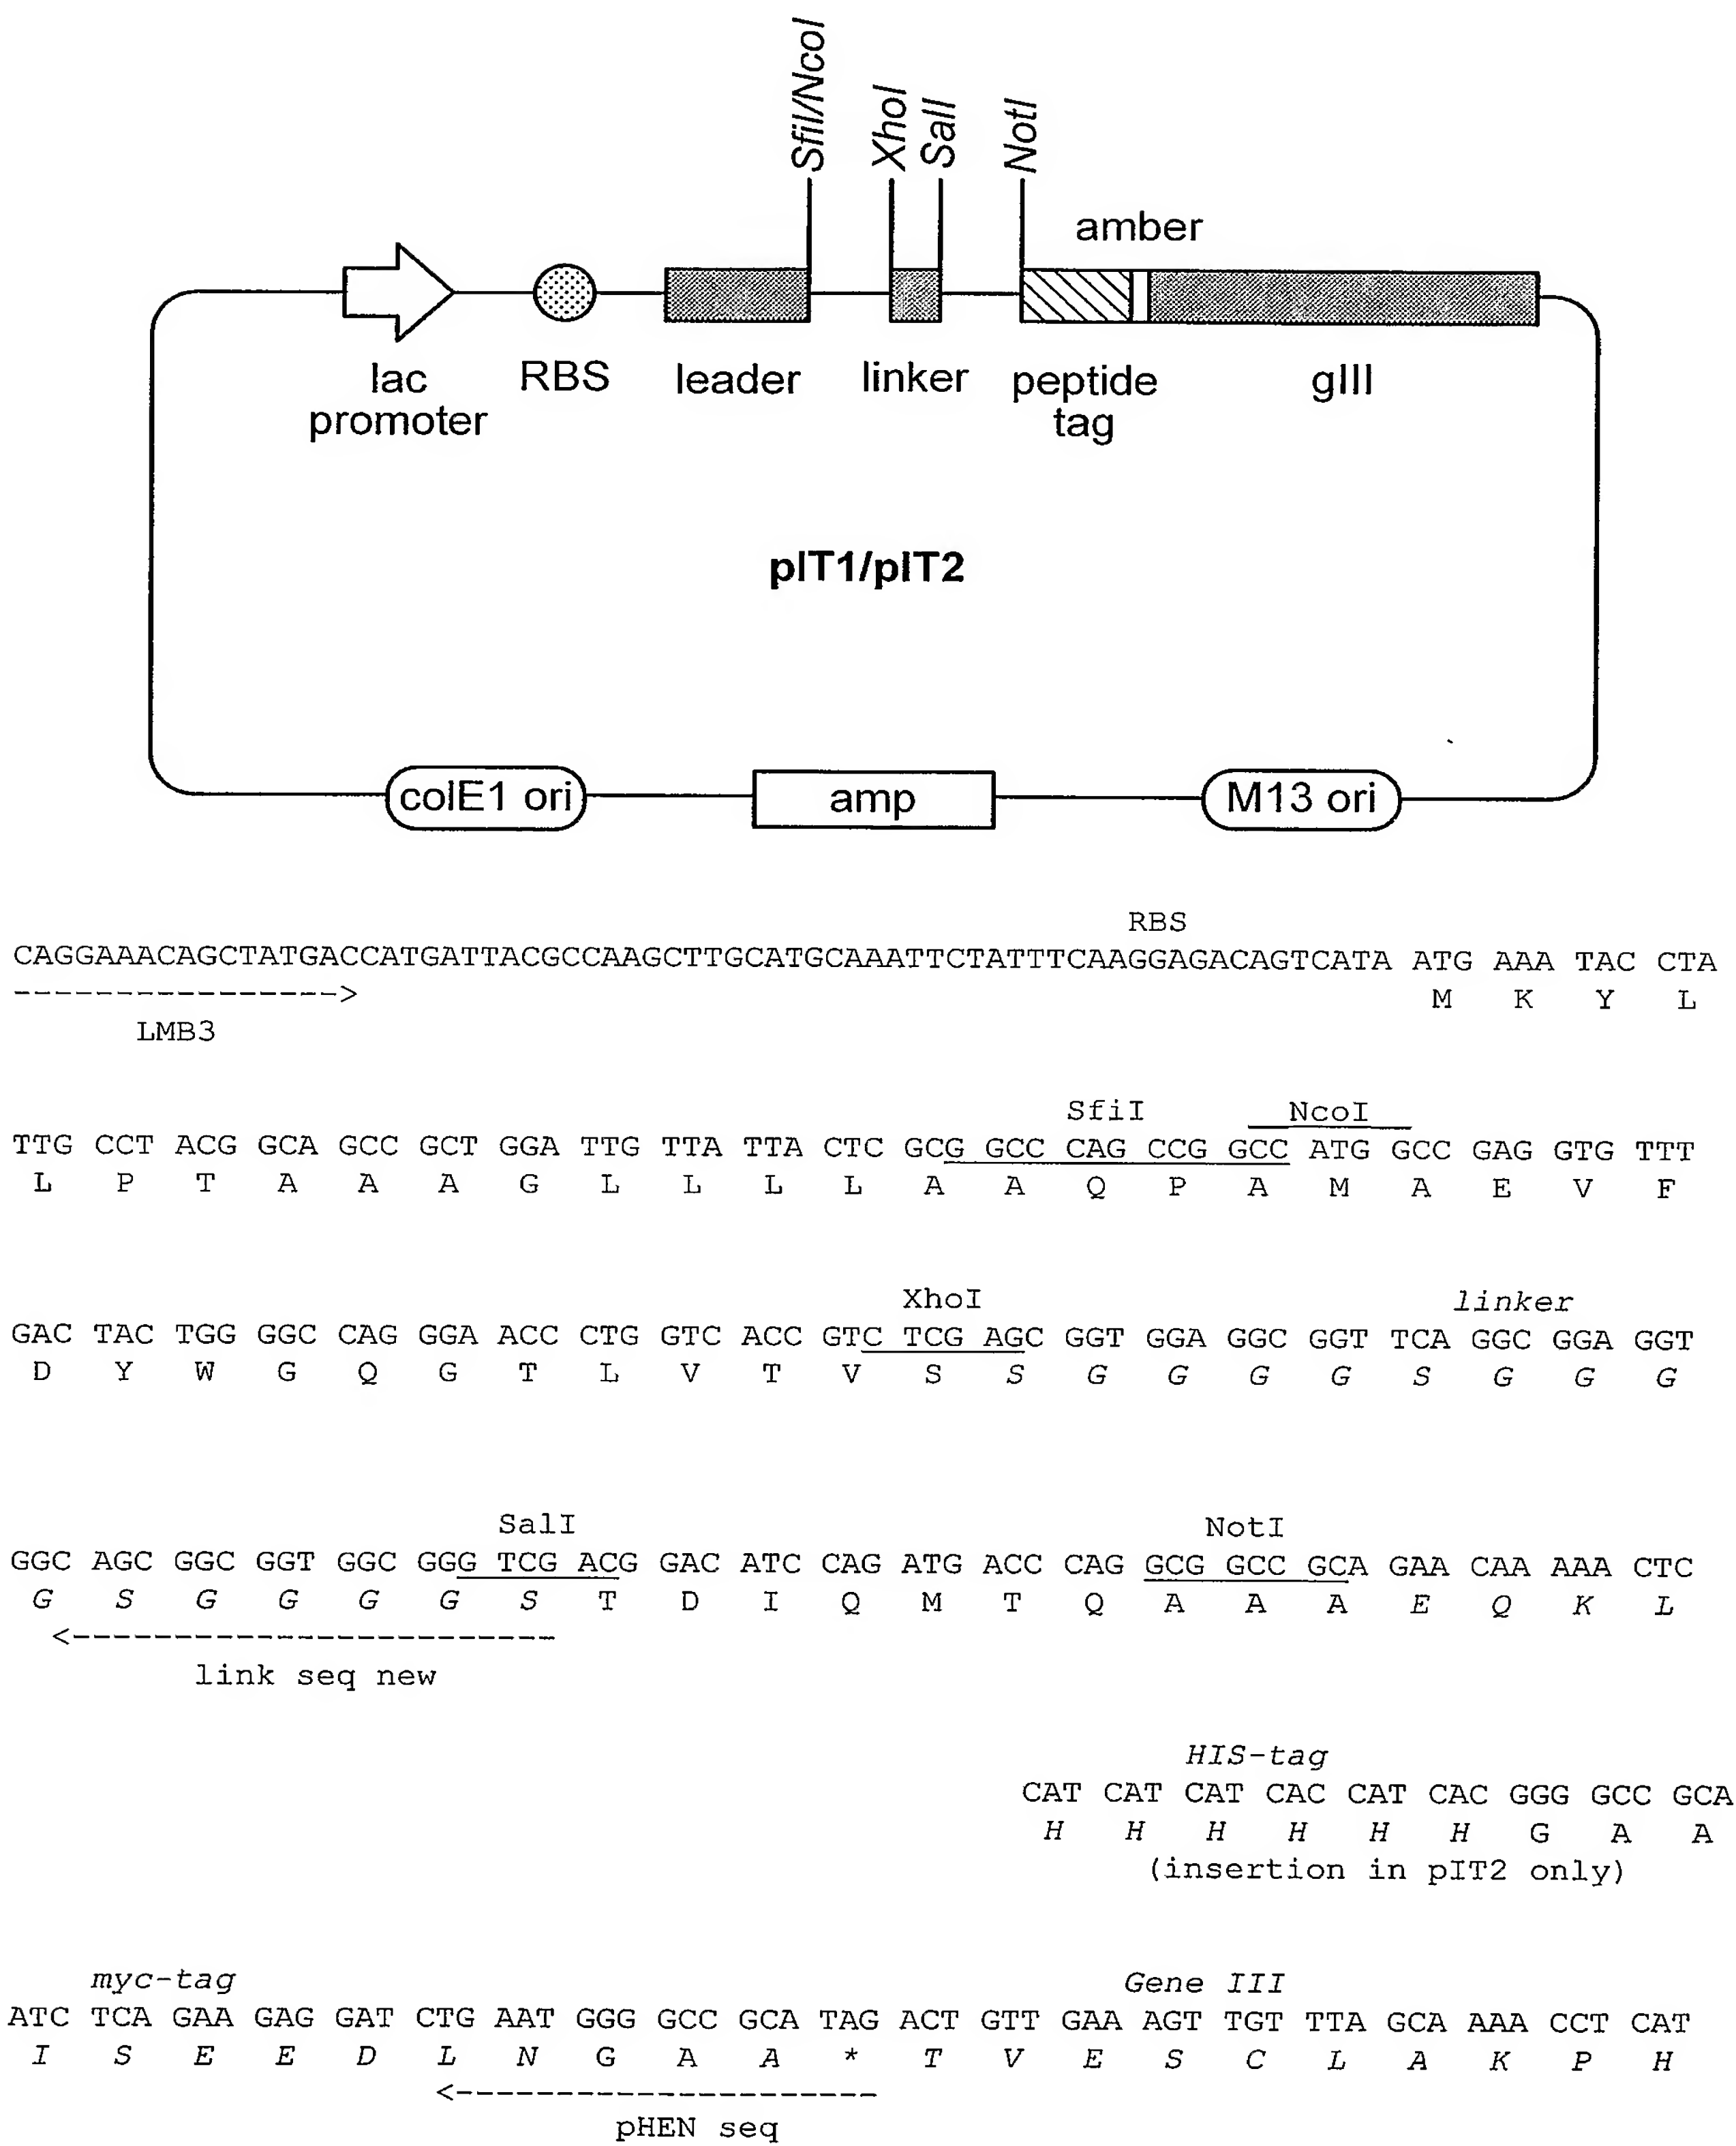 SfiI/NcoI
XhoI
SalI
NotI
amber
lac
promoter
RBS
leader
linker
peptide
tag
gIII
pIT1/pIT2
colE1 ori
amp
M13 ori
RBS
CAGGAAACAGCTATGACCATGATTACGCCAAGCTTGCATGCAAATTCTATTTCAAGGAGACAGTCATA ATG AAA TAC CTA
----------------->  M K Y L
LMB3
SfiI NcoI
TTG CCT ACG GCA GCC GCT GGA TTG TTA TTA CTC GCG GCC CAG CCG GCC ATG GCC GAG GTG TTT
L P T A A A G L L L L A A Q P A M A E V F
XhoI linker
GAC TAC TGG GGC CAG GGA ACC CTG GTC ACC GTC TCG AGC GGT GGA GGC GGT TCA GGC GGA GGT
D Y W G Q G T L V T V S S G G G G S G G G
SalI NotI
GGC AGC GGC GGT GGC GGG TCG ACG GAC ATC CAG ATG ACC CAG GCG GCC GCA GAA CAA AAA CTC
G S G G G G S T D I Q M T Q A A A E Q K L
<------------------------
link seq new
HIS-tag
CAT CAT CAT CAC CAT CAC GGG GCC GCA
H H H H H H G A A
(insertion in pIT2 only)
myc-tag Gene III
ATC TCA GAA GAG GAT CTG AAT GGG GCC GCA TAG ACT GTT GAA AGT TGT TTA GCA AAA CCT CAT
I S E E D L N G A A * T V E S C L A K P H
<---------------------
pHEN seq